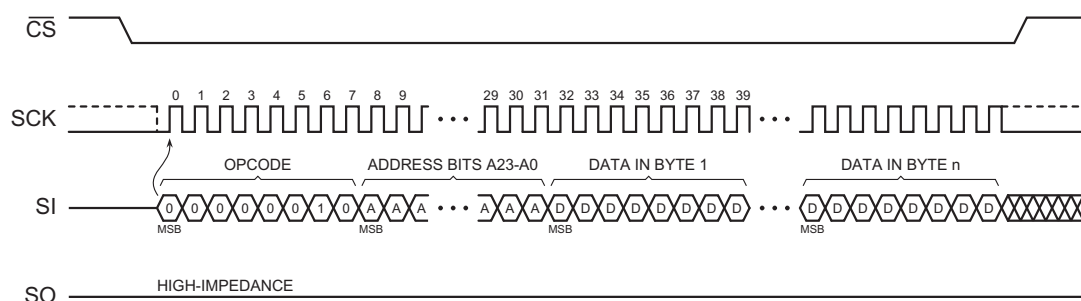 CS
0 1 2 3 4 5 6 7 8 9 29 30 31 32 33 34 35 36 37 38 39
SCK
OPCODE ADDRESS BITS A23-A0 DATA IN BYTE 1 DATA IN BYTE n
SI 0 0 0 0 0 0 1 0 A A A A A A D D D D D D D D D D D D D D D D
MSB MSB MSB MSB
HIGH-IMPEDANCE
SO